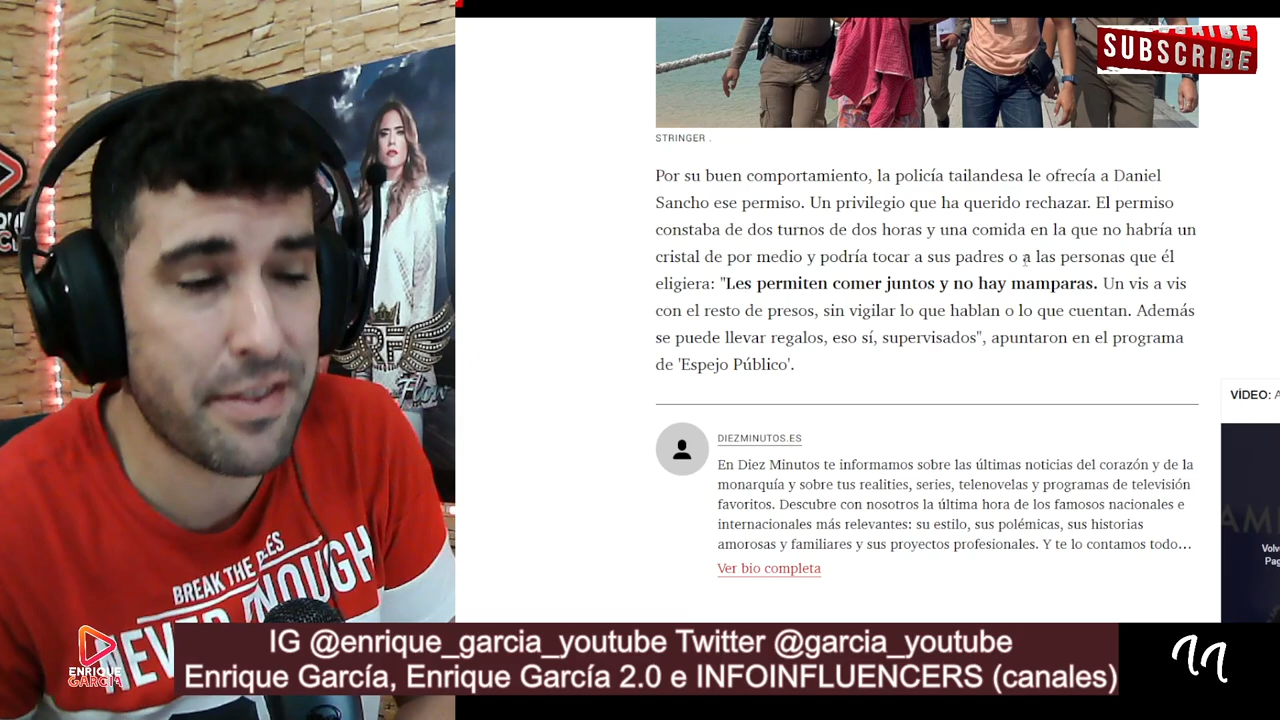 SUBSCRIBE
STRINGER .
Por su buen comportamiento, la policía tailandesa le ofrecía a Daniel
Sancho ese permiso. Un privilegio que ha querido rechazar. El permiso
constaba de dos turnos de dos horas y una comida en la que no habría un
cristal de por medio y podría tocar a sus padres o a las personas que él
eligiera: "Les permiten comer juntos y no hay mamparas. Un vis a vis
con el resto de presos, sin vigilar lo que hablan o lo que cuentan. Además
se puede llevar regalos, eso sí, supervisados", apuntaron en el programa
de 'Espejo Público'.
VÍDEO: A
DIEZMINUTOS.ES
En Diez Minutos te informamos sobre las últimas noticias del corazón y de la
monarquía y sobre tus realities, series, telenovelas y programas de televisión
favoritos. Descubre con nosotros la última hora de los famosos nacionales e
internacionales más relevantes: su estilo, sus polémicas, sus historias
amorosas y familiares y sus proyectos profesionales. Y te lo contamos todo...
Ver bio completa
Volv
Pag
BREAK THE
NEVER ENOUGH
RF
Flow
ENRIQUE
GARCÍA
IG @enrique_garcia_youtube Twitter @garcia_youtube
Enrique García, Enrique García 2.0 e INFOINFLUENCERS (canales)